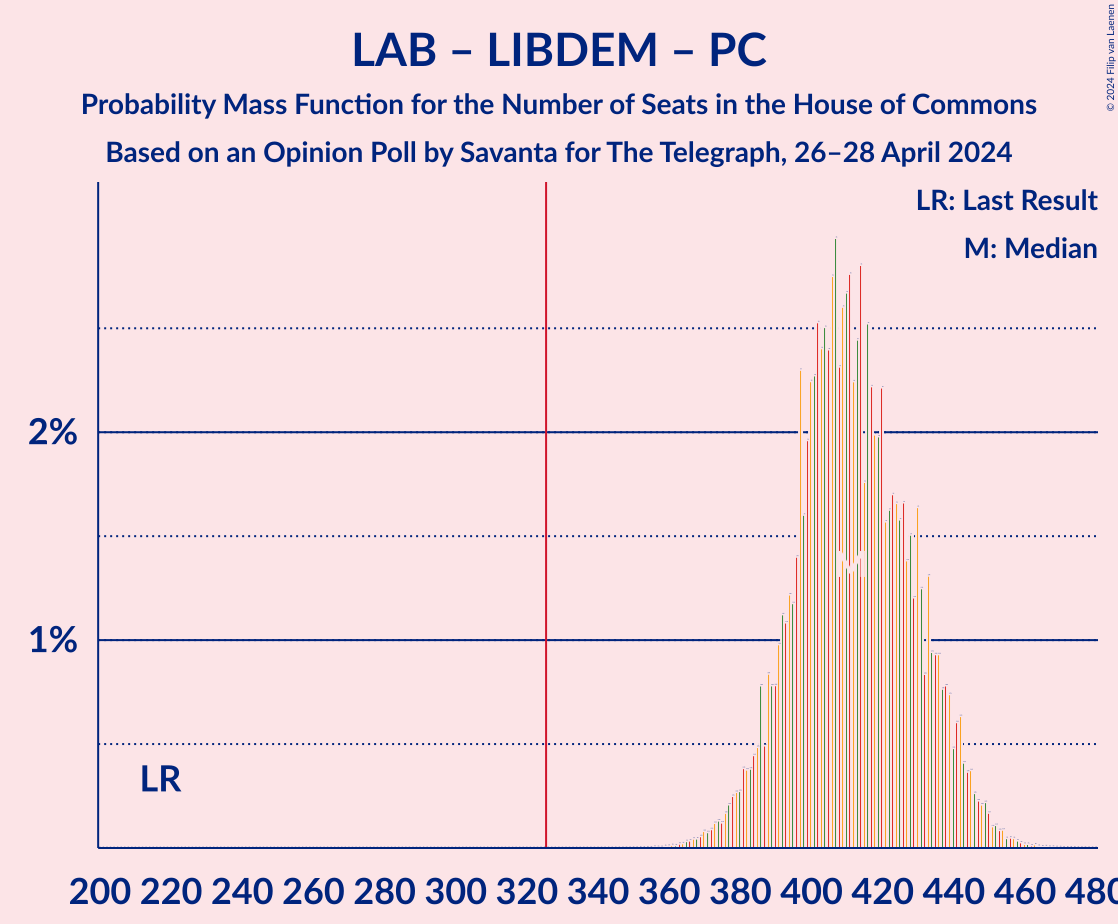 LAB – LIBDEM – PC
Probability Mass Function for the Number of Seats in the House of Commons
Based on an Opinion Poll by Savanta for The Telegraph, 26–28 April 2024
© 2024 Filip van Laenen
LR: Last Result
M: Median
2%
1%
LR
M
200 220 240 260 280 300 320 340 360 380 400 420 440 460 480